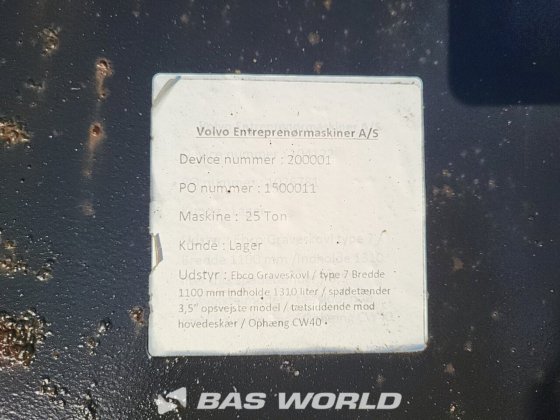 Volvo Entreprenørmaskiner A/S
Device nummer : 200001
PO nummer : 1500011
Maskine : 25 Ton
Kunde : Lager
Udstyr : Ebco Graveskovl / type 7 Bredde
1100 mm indholde 1310 liter / spadetænder
3,5" opsvejste model / tætsiddende mod
hovedeskær / Ophæng CW40
BAS WORLD